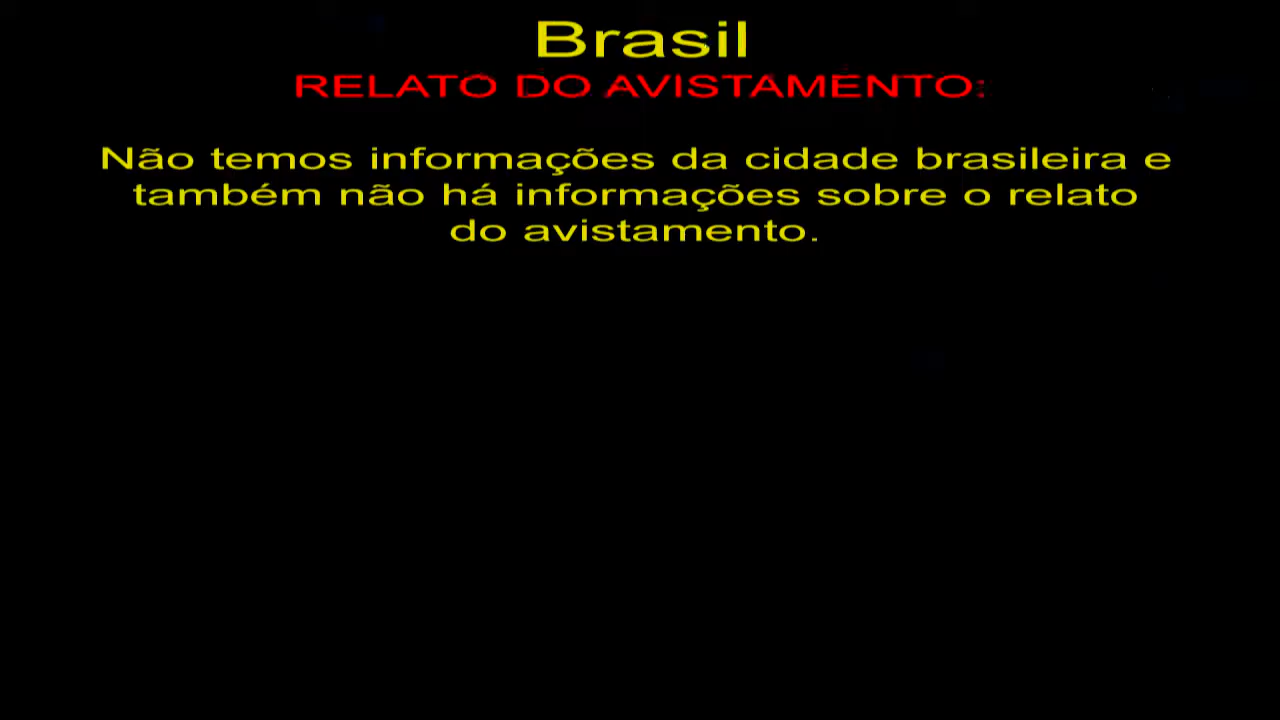 Brasil
RELATO DO AVISTAMENTO:
Não temos informações da cidade brasileira e
também não há informações sobre o relato
do avistamento.